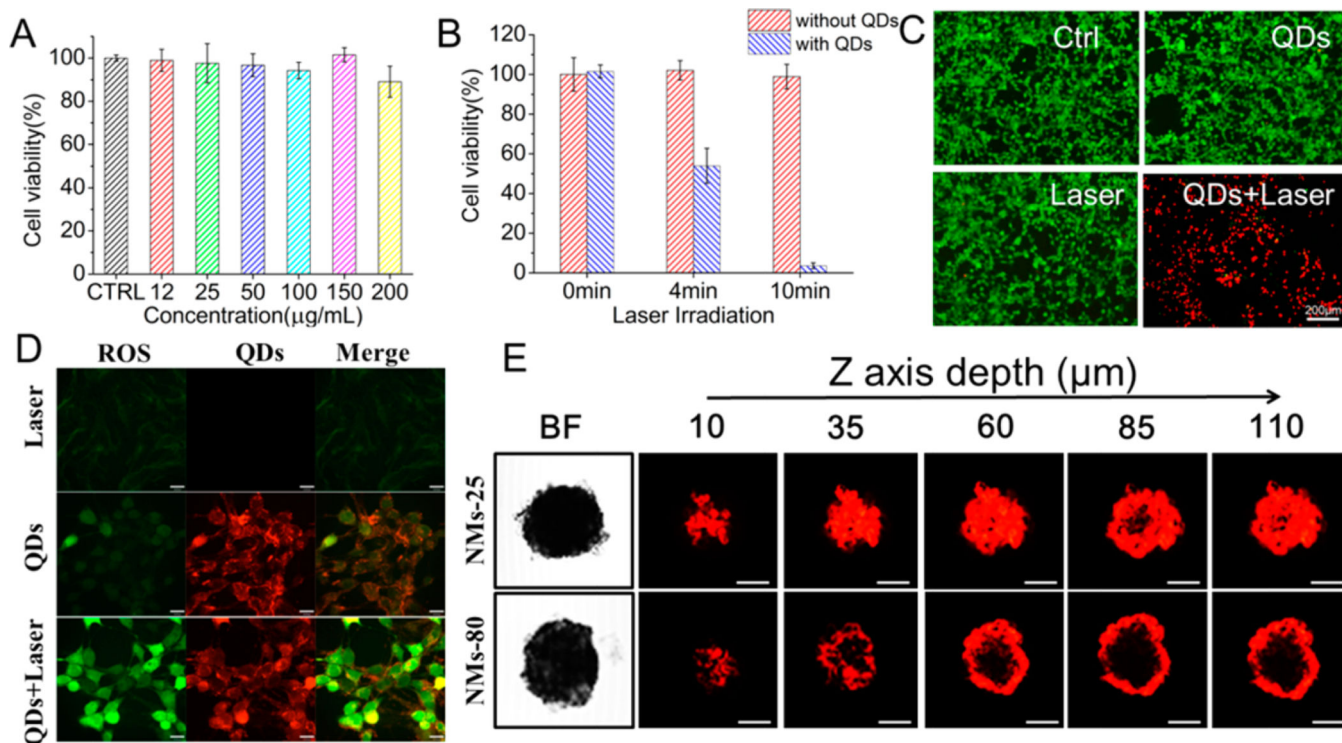 A
Cell viability(%)
100
80
60
40
20
0
CTRL 12 25 50 100 150 200
Concentration(μg/mL)
B
without QDs
with QDs
Cell viability(%)
120
100
80
60
40
20
0
0min 4min 10min
Laser Irradiation
C
Ctrl
QDs
Laser
QDs+Laser
200μm
D
ROS QDs Merge
Laser
QDs
QDs+Laser
E
Z axis depth (μm)
BF 10 35 60 85 110
NMs-25
NMs-80